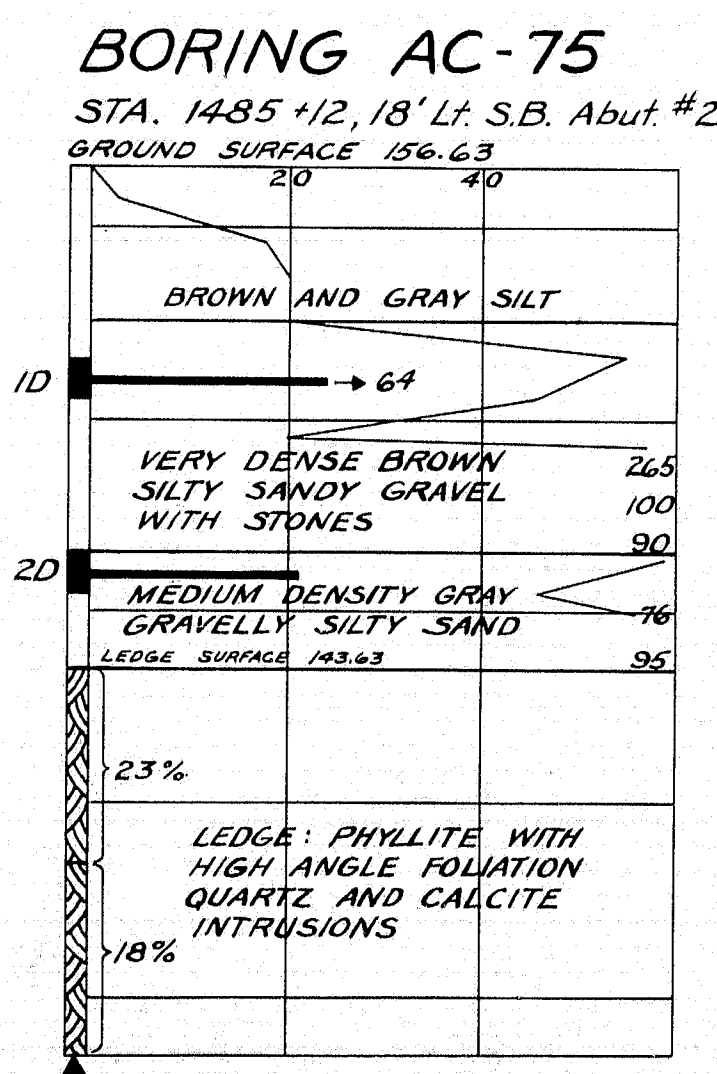 BORING AC-75
STA. 1485 +12, 18' Lt. S.B. Abut. #2
GROUND SURFACE 156.63
20 40
BROWN AND GRAY SILT
1D
64
VERY DENSE BROWN
265
SILTY SANDY GRAVEL
100
WITH STONES
90
2D
MEDIUM DENSITY GRAY
76
GRAVELLY SILTY SAND
LEDGE SURFACE 143.63
95
23%
LEDGE: PHYLLITE WITH
HIGH ANGLE FOLIATION
QUARTZ AND CALCITE
INTRUSIONS
18%